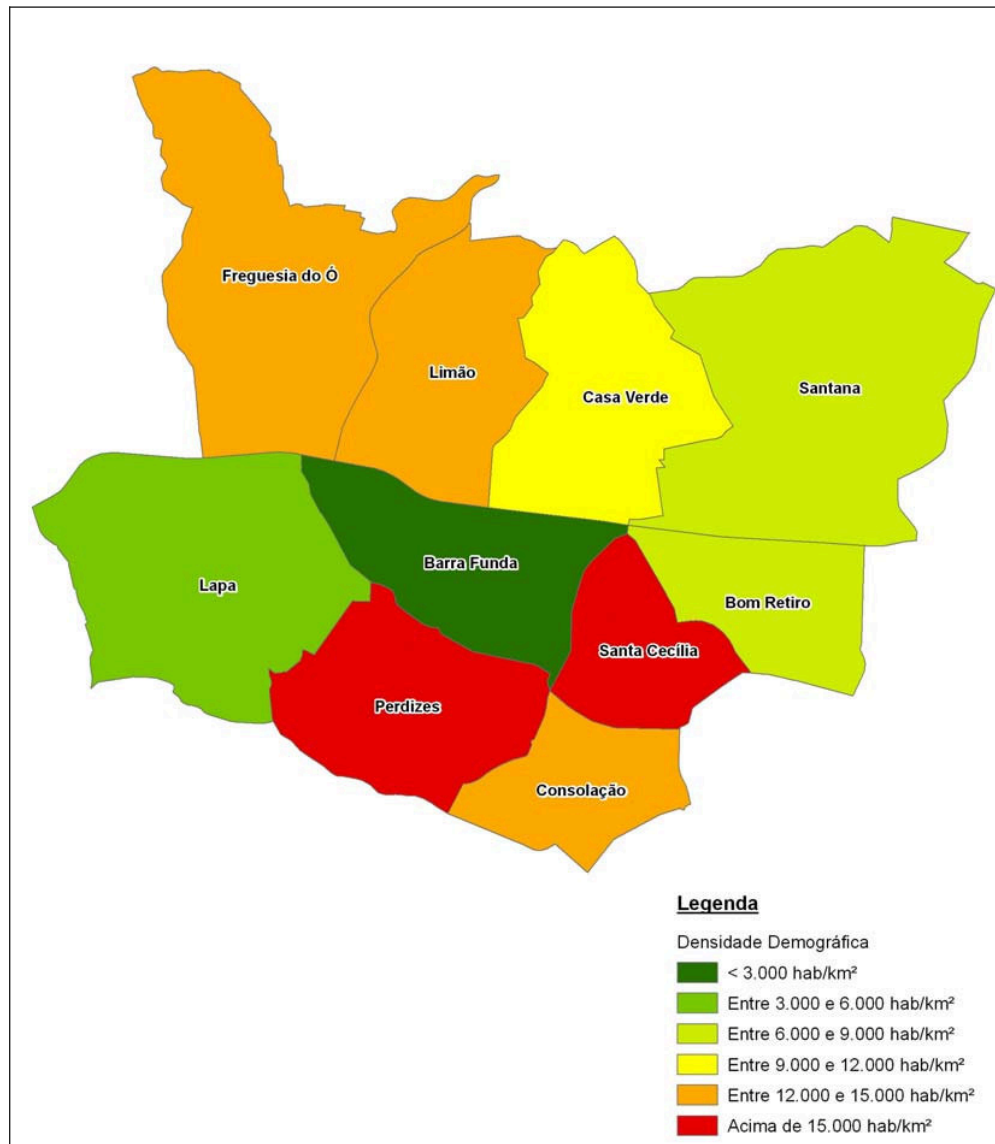 Freguesia do Ó
Limão
Casa Verde
Santana
Lapa
Barra Funda
Bom Retiro
Santa Cecília
Perdizes
Consolação
Legenda
Densidade Demográfica
< 3.000 hab/km²
Entre 3.000 e 6.000 hab/km²
Entre 6.000 e 9.000 hab/km²
Entre 9.000 e 12.000 hab/km²
Entre 12.000 e 15.000 hab/km²
Acima de 15.000 hab/km²